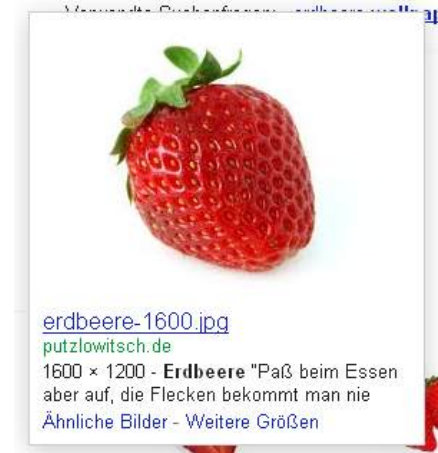 erdbeere-1600.jpg
putzlowitsch.de
1600 × 1200 - Erdbeere "Paß beim Essen
aber auf, die Flecken bekommt man nie
Ähnliche Bilder - Weitere Größen